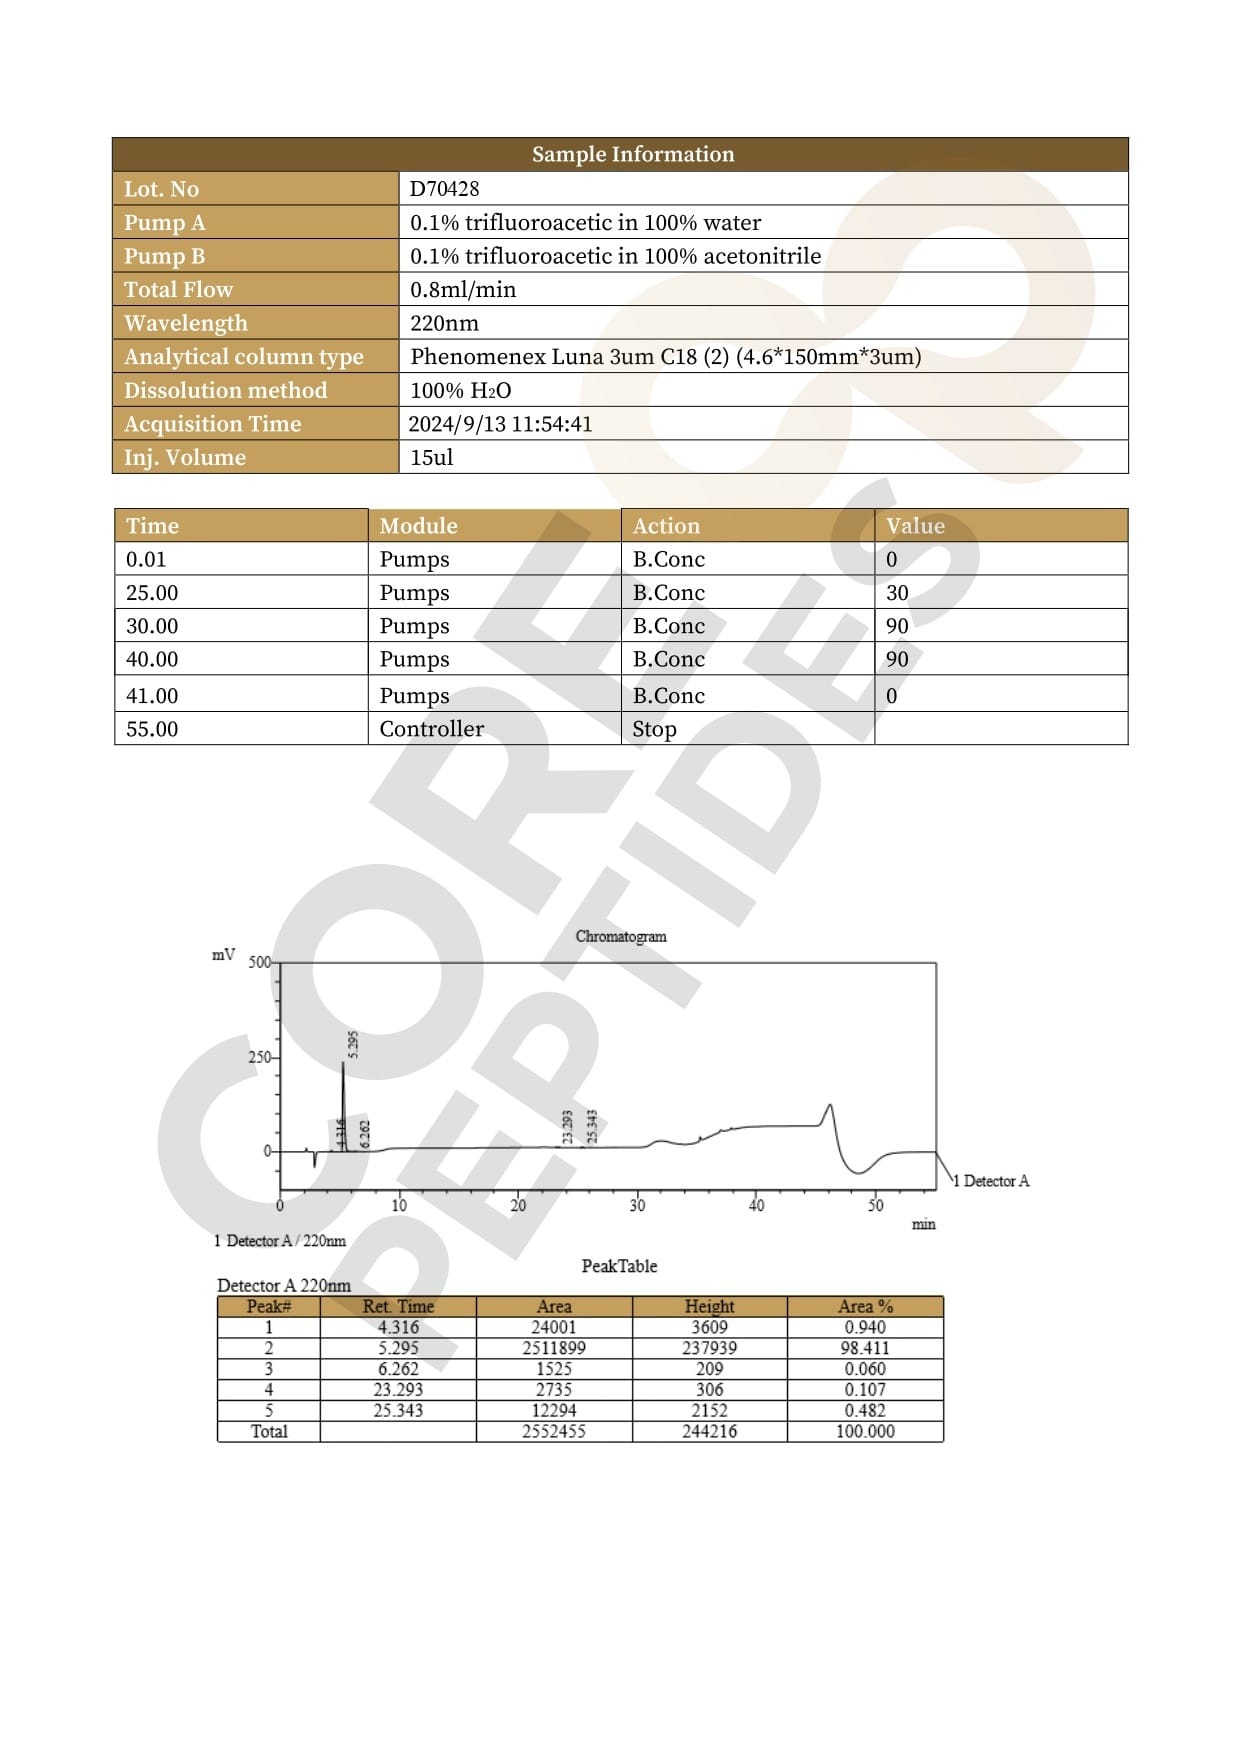 Sample Information
Lot. No D70428
Pump A 0.1% trifluoroacetic in 100% water
Pump B 0.1% trifluoroacetic in 100% acetonitrile
Total Flow 0.8ml/min
Wavelength 220nm
Analytical column type Phenomenex Luna 3um C18 (2) (4.6*150mm*3um)
Dissolution method 100% H₂O
Acquisition Time 2024/9/13 11:54:41
Inj. Volume 15ul
Time Module Action Value
0.01 Pumps B.Conc 0
25.00 Pumps B.Conc 30
30.00 Pumps B.Conc 90
40.00 Pumps B.Conc 90
41.00 Pumps B.Conc 0
55.00 Controller Stop
CORE
PEPTIDES
Chromatogram
mV
500
250
0
4.316
5.295
6.262
23.293
25.343
1 Detector A
0 10 20 30 40 50
min
1 Detector A / 220nm
PeakTable
Detector A 220nm
Peak# Ret. Time Area Height Area %
1 4.316 24001 3609 0.940
2 5.295 2511899 237939 98.411
3 6.262 1525 209 0.060
4 23.293 2735 306 0.107
5 25.343 12294 2152 0.482
Total 2552455 244216 100.000